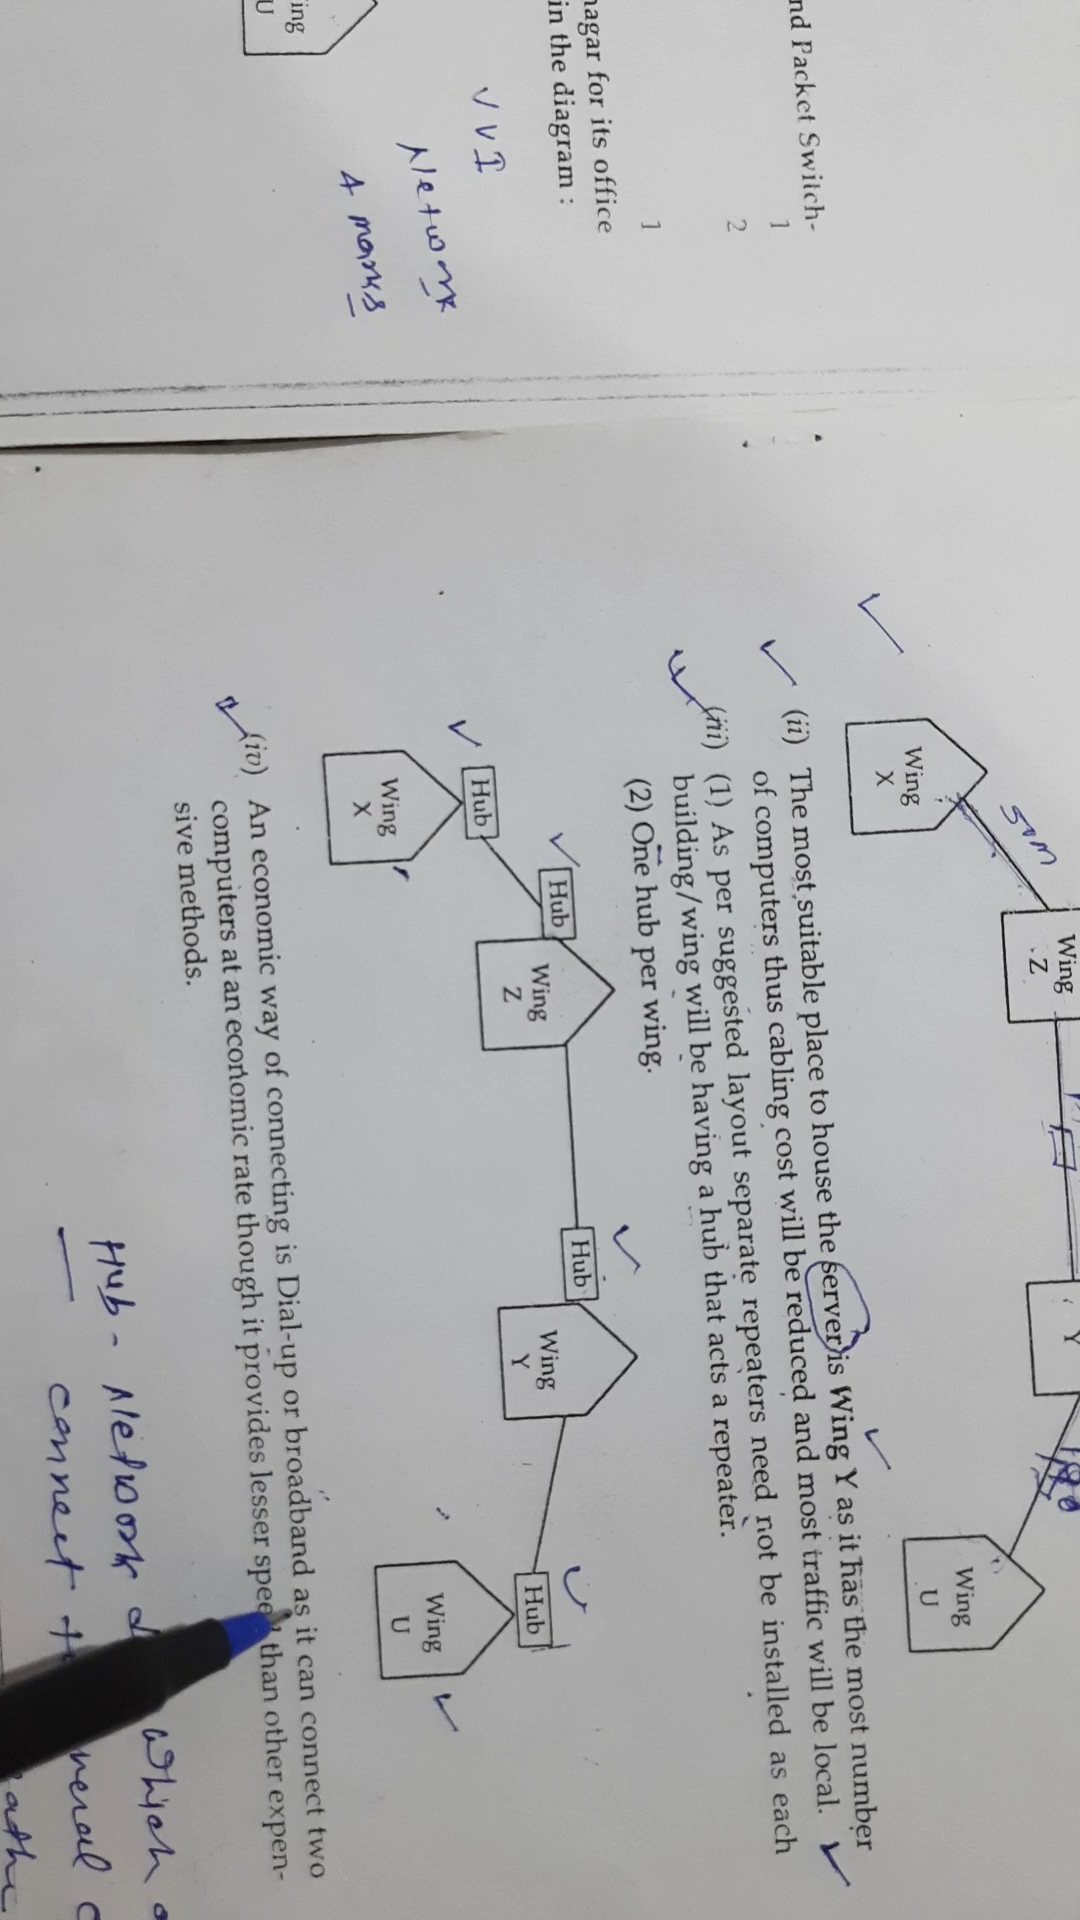 nd Packet Switch-
1
2
nagar for its office
1
in the diagram :
V V I
Network
4 marks
ing
U
50m
Wing
X
Wing
Z
Y
Wing
U
(ii) The most suitable place to house the server is Wing Y as it has the most number
of computers thus cabling cost will be reduced and most traffic will be local.
(iii) (1) As per suggested layout separate repeaters need not be installed as each
building/wing will be having a hub that acts a repeater.
(2) One hub per wing.
Hub
Wing
X
Hub
Wing
Z
Hub
Wing
Y
Hub
Wing
U
(iv) An economic way of connecting is Dial-up or broadband as it can connect two
computers at an economic rate though it provides lesser speed than other expen-
sive methods.
Hub - Network which
connect